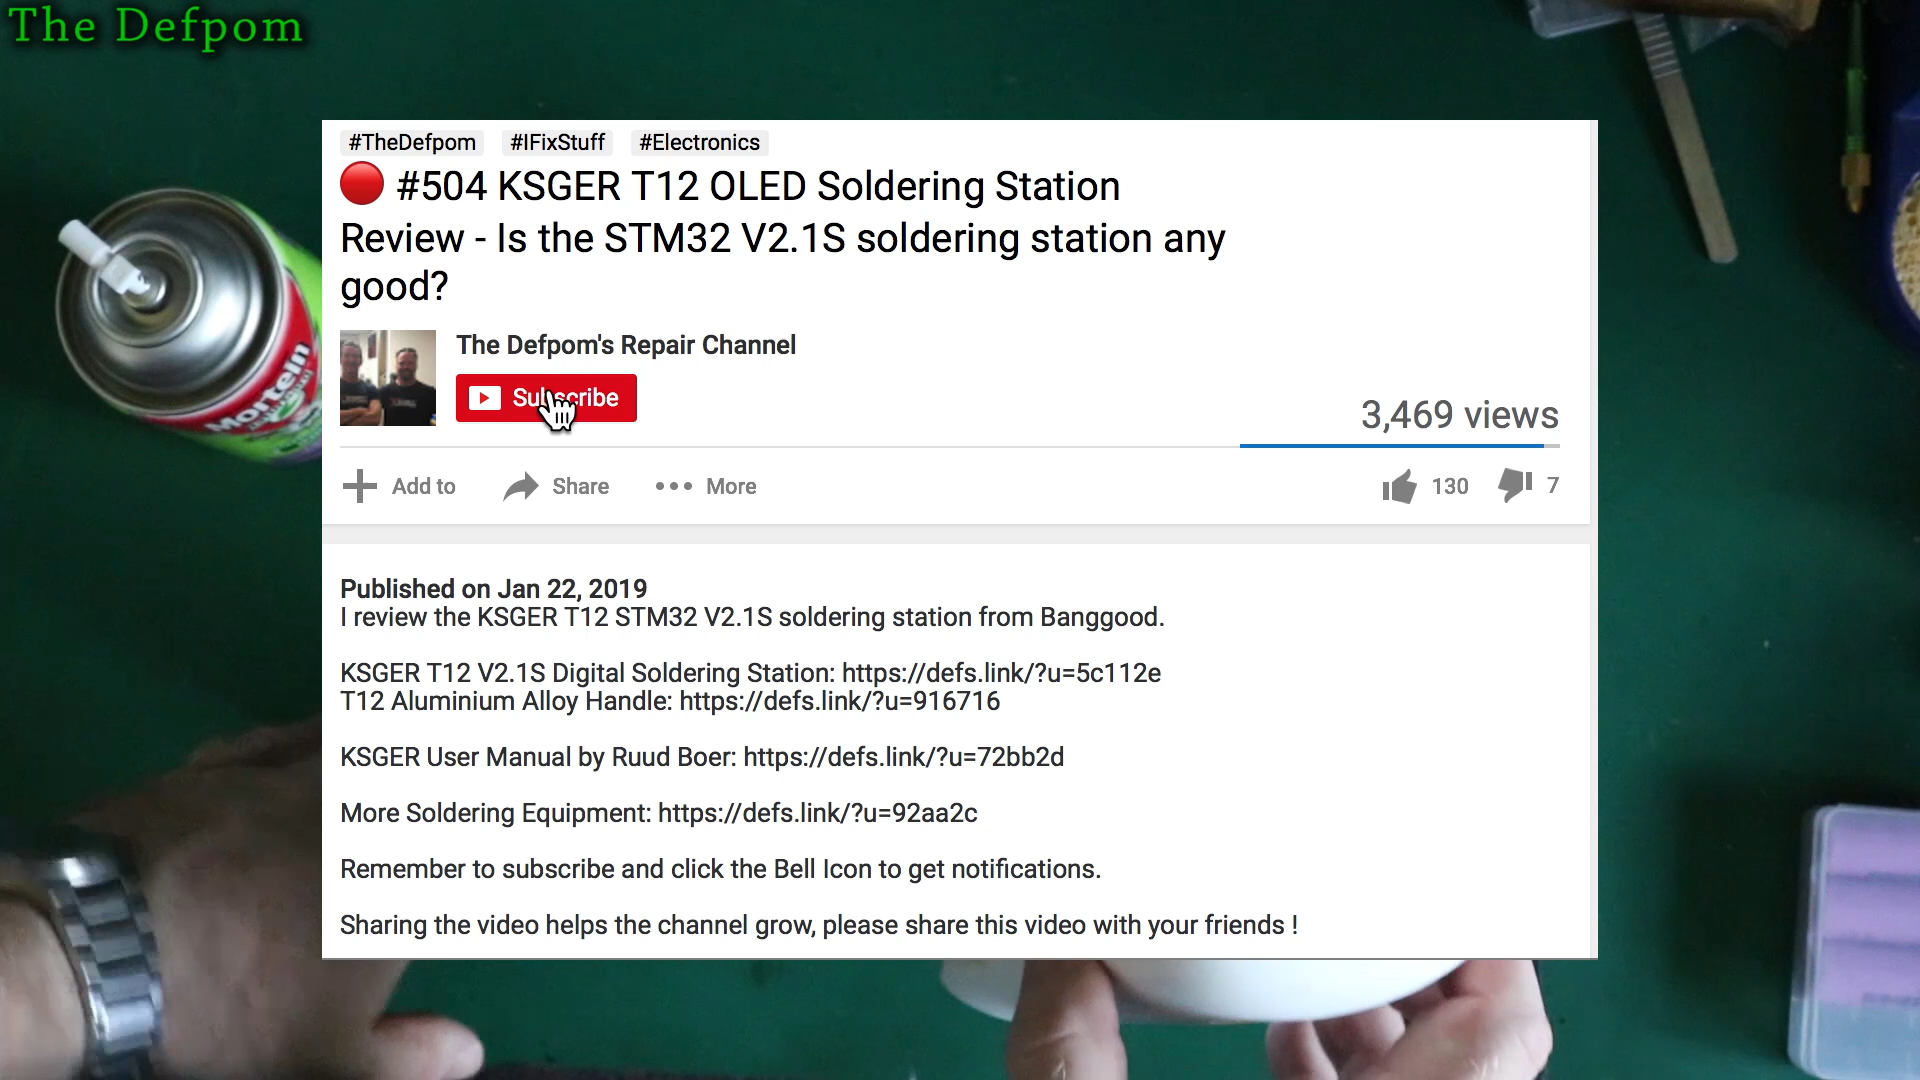 The Defpom
#TheDefpom #IFixStuff #Electronics
#504 KSGER T12 OLED Soldering Station
Review - Is the STM32 V2.1S soldering station any
good?
The Defpom's Repair Channel
Subscribe
3,469 views
Add to Share More 130 7
Published on Jan 22, 2019
I review the KSGER T12 STM32 V2.1S soldering station from Banggood.
KSGER T12 V2.1S Digital Soldering Station: https://defs.link/?u=5c112e
T12 Aluminium Alloy Handle: https://defs.link/?u=916716
KSGER User Manual by Ruud Boer: https://defs.link/?u=72bb2d
More Soldering Equipment: https://defs.link/?u=92aa2c
Remember to subscribe and click the Bell Icon to get notifications.
Sharing the video helps the channel grow, please share this video with your friends !
Mortein